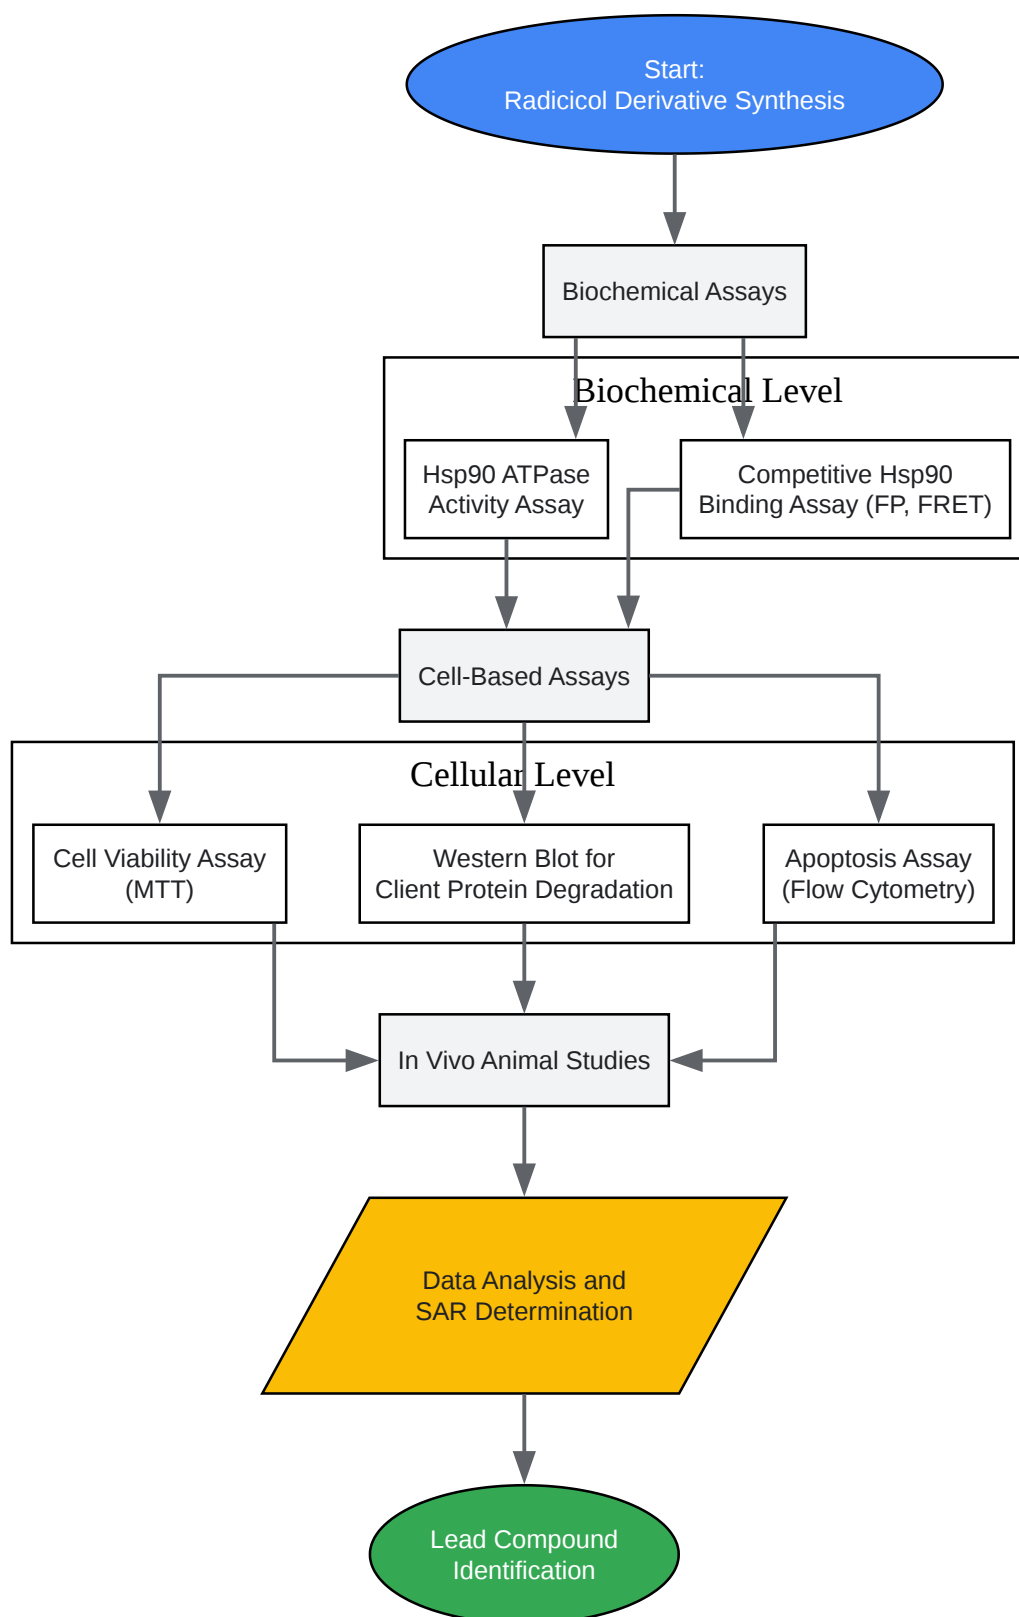 Start:
Radicicol Derivative Synthesis
Biochemical Assays
Biochemical Level
Hsp90 ATPase
Activity Assay
Competitive Hsp90
Binding Assay (FP, FRET)
Cell-Based Assays
Cellular Level
Cell Viability Assay
(MTT)
Western Blot for
Client Protein Degradation
Apoptosis Assay
(Flow Cytometry)
In Vivo Animal Studies
Data Analysis and
SAR Determination
Lead Compound
Identification